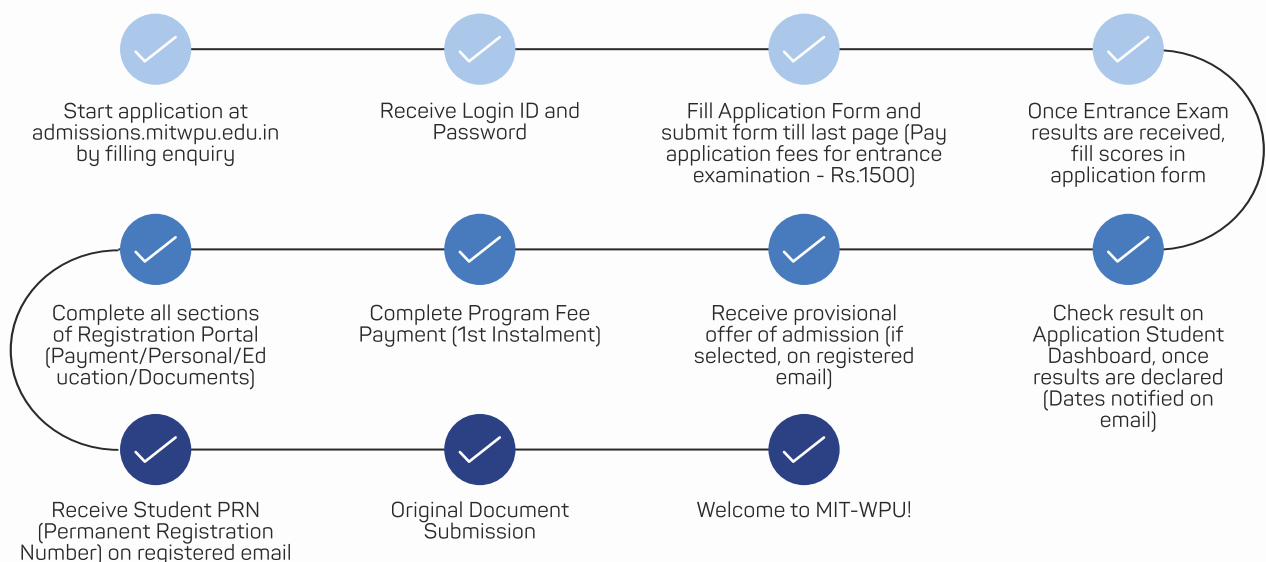 Start application at
admissions.mitwpu.edu.in
by filling enquiry
Receive Login ID and
Password
Fill Application Form and
submit form till last page (Pay
application fees for entrance
examination - Rs.1500)
Once Entrance Exam
results are received,
fill scores in
application form
Check result on
Application Student
Dashboard, once
results are declared
(Dates notified on
email)
Receive provisional
offer of admission (if
selected, on registered
email)
Complete Program Fee
Payment (1st Instalment)
Complete all sections
of Registration Portal
(Payment/Personal/Ed
ucation/Documents)
Receive Student PRN
(Permanent Registration
Number) on registered email
Original Document
Submission
Welcome to MIT-WPU!